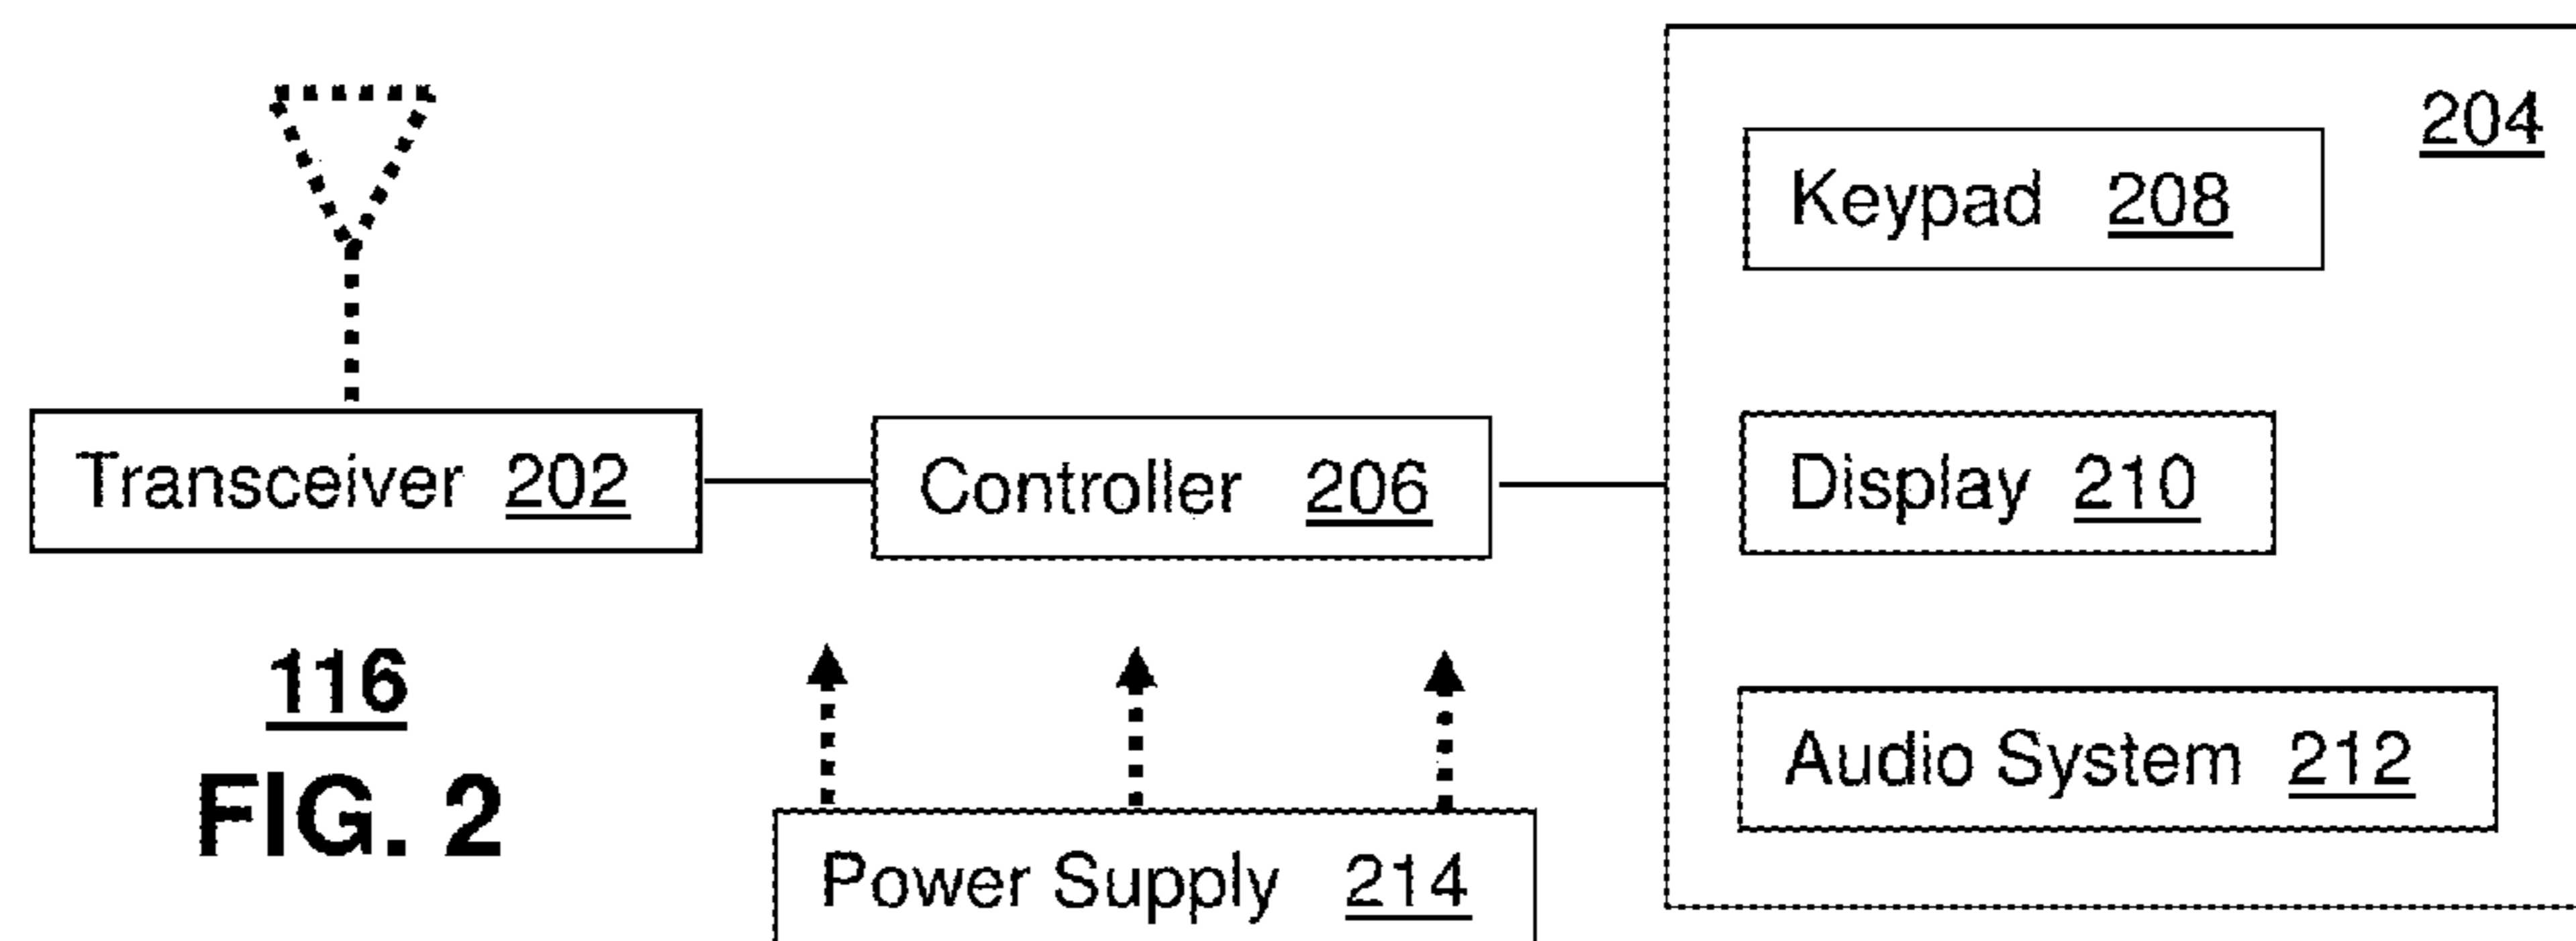 204
Keypad 208
Transceiver 202
Controller 206
Display 210
116
FIG. 2
Audio System 212
Power Supply 214